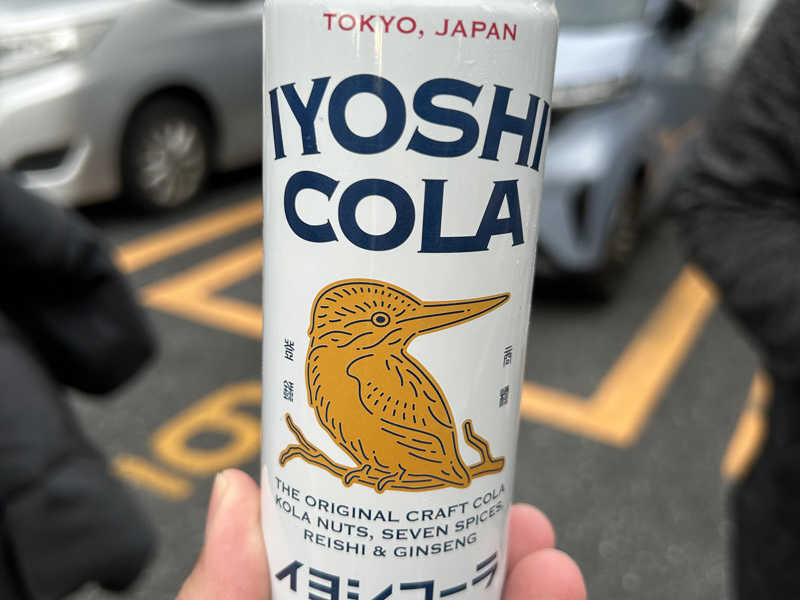 TOKYO, JAPAN
IYOSHI
COLA
THE ORIGINAL CRAFT COLA
KOLA NUTS, SEVEN SPICES,
REISHI & GINSENG
イヨシコーラ